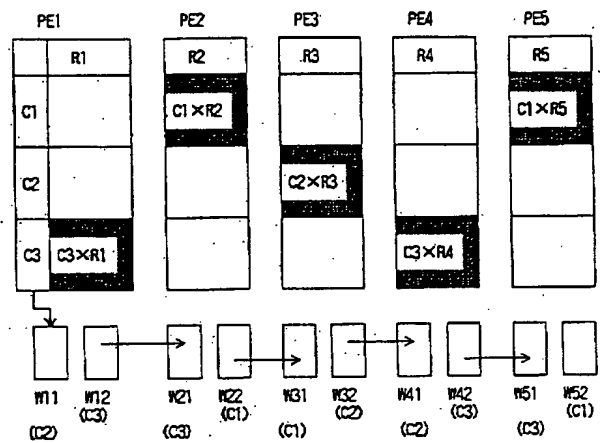 PE1 PE2 PE3 PE4 PE5
R1 R2 R3 R4 R5
C1 C1×R2 C1×R5
C2 C2×R3
C3 C3×R1 C3×R4
W11 W12 W21 W22 W31 W32 W41 W42 W51 W52
(C2) (C3) (C3) (C1) (C1) (C2) (C2) (C3) (C3) (C1)